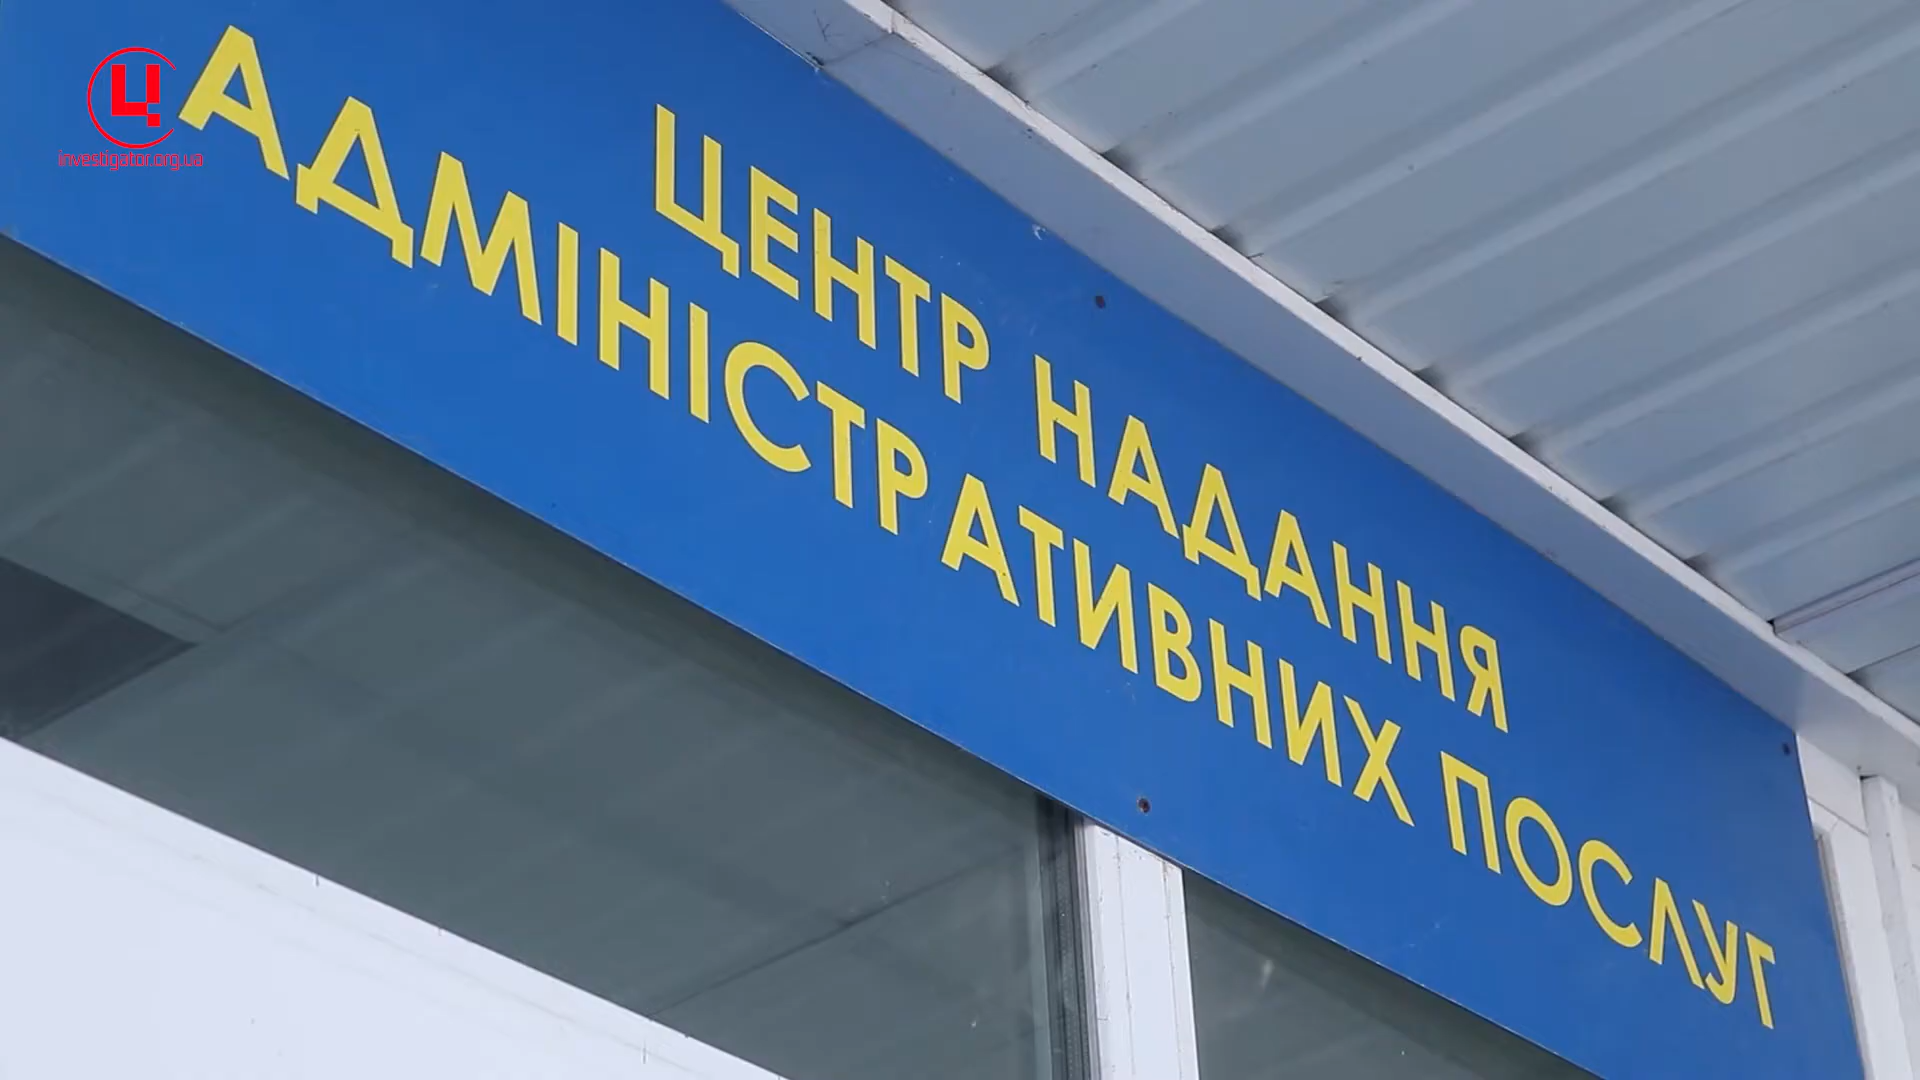 Ц
investigator.org.ua
ЦЕНТР НАДАННЯ
АДМІНІСТРАТИВНИХ ПОСЛУГ